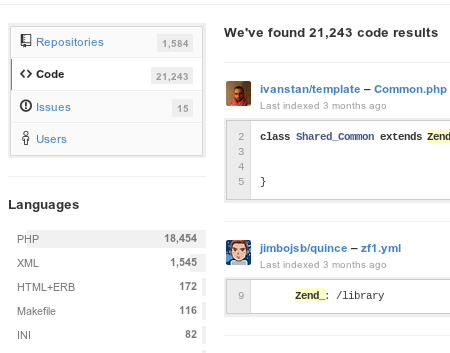 Repositories 1,584
Code 21,243
Issues 15
Users
Languages
PHP 18,454
XML 1,545
HTML+ERB 172
Makefile 116
INI 82
We've found 21,243 code results
ivanstan/template – Common.php
Last indexed 3 months ago
2 class Shared_Common extends Zend
3
4
5 }
jimbojsb/quince – zf1.yml
Last indexed 3 months ago
9 Zend_: /library